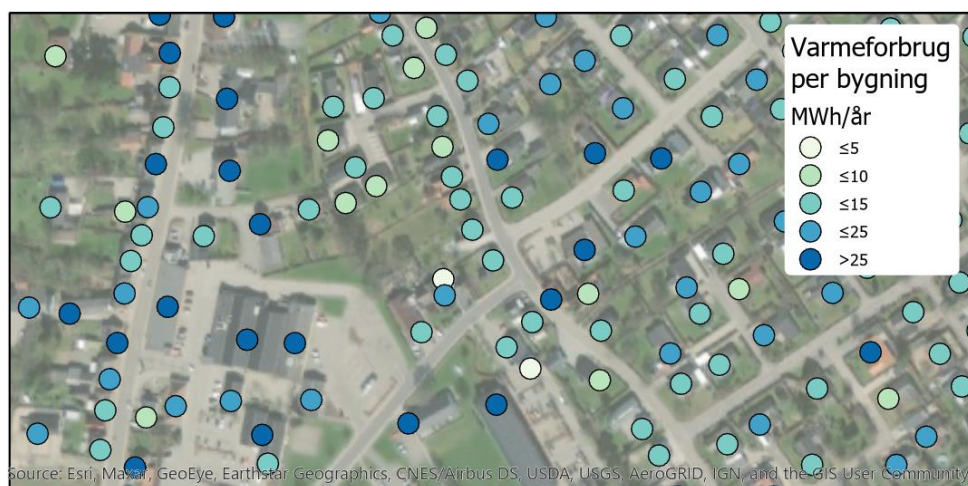 Varmeforbrug
per bygning
MWh/år
≤5
≤10
≤15
≤25
>25
Source: Esri, Maxar, GeoEye, Earthstar Geographics, CNES/Airbus DS, USDA, USGS, AeroGRID, IGN, and the GIS User Community